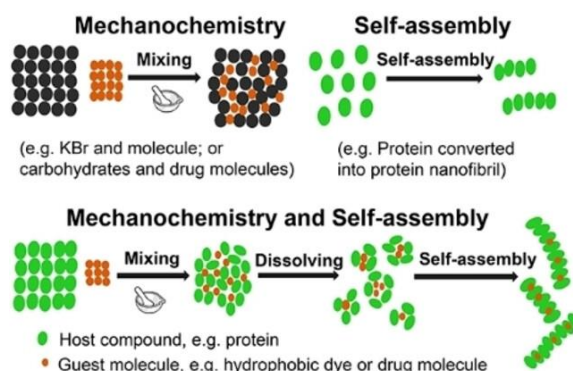 Mechanochemistry
Self-assembly
Mixing
Self-assembly
(e.g. KBr and molecule; or
carbohydrates and drug molecules)
(e.g. Protein converted
into protein nanofibril)
Mechanochemistry and Self-assembly
Mixing
Dissolving
Self-assembly
Host compound, e.g. protein
Guest molecule, e.g. hydrophobic dye or drug molecule